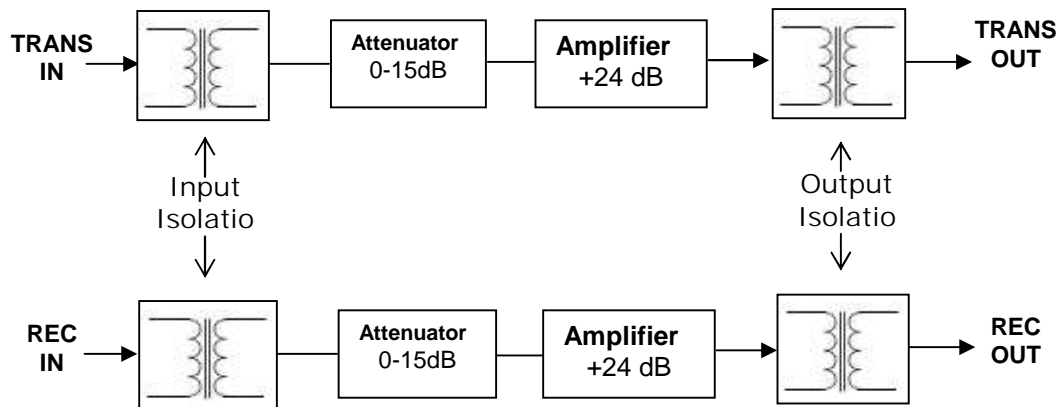 TRANS
IN
Attenuator
0-15dB
Amplifier
+24 dB
TRANS
OUT
Input
Isolatio
Output
Isolatio
REC
IN
Attenuator
0-15dB
Amplifier
+24 dB
REC
OUT